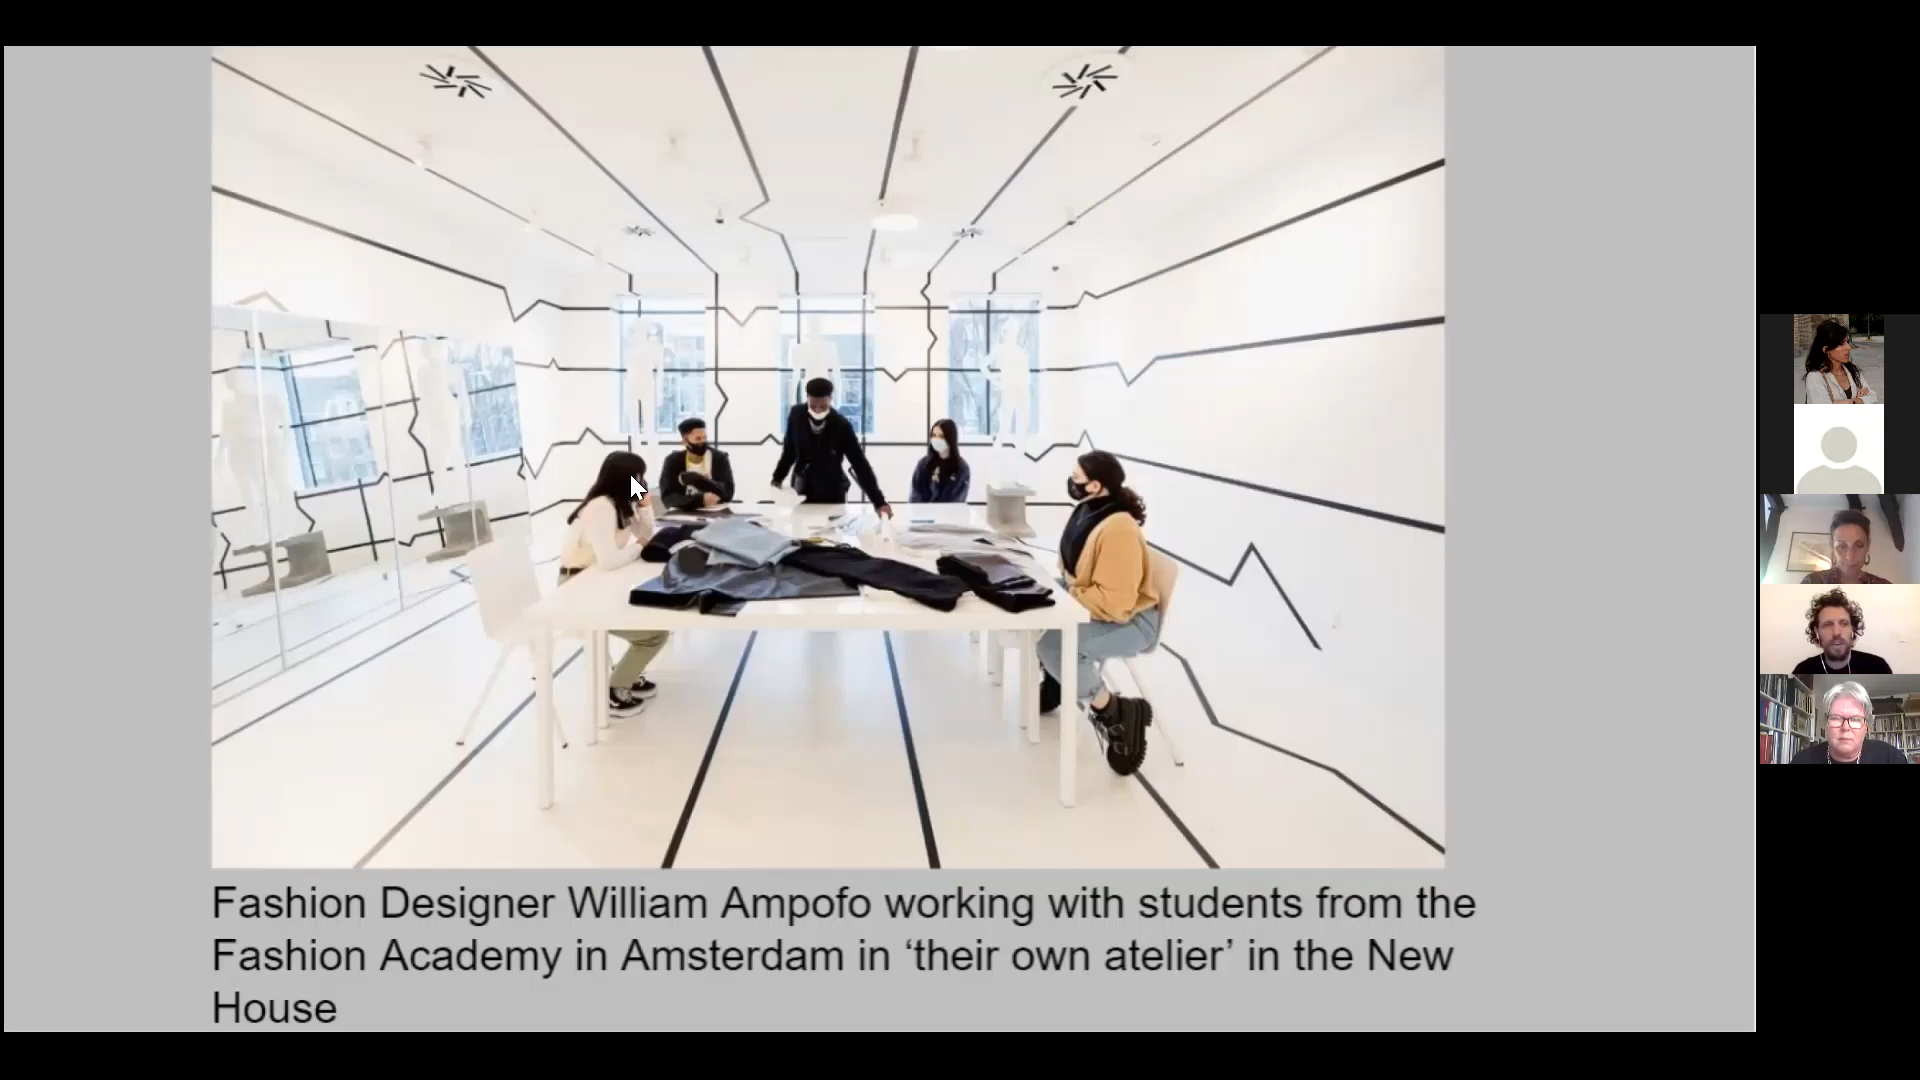 Fashion Designer William Ampofo working with students from the
Fashion Academy in Amsterdam in ‘their own atelier’ in the New
House